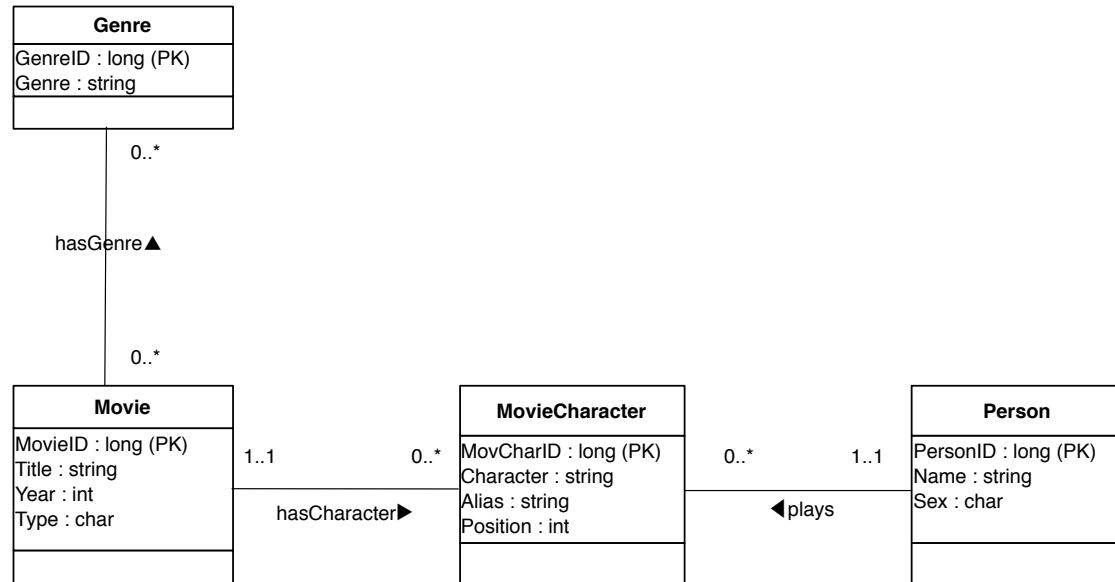 Genre
GenreID : long (PK)
Genre : string
0..*
hasGenre▲
0..*
Movie
MovieID : long (PK)
Title : string
Year : int
Type : char
1..1
0..*
hasCharacter▶
MovieCharacter
MovCharID : long (PK)
Character : string
Alias : string
Position : int
0..*
1..1
◀plays
Person
PersonID : long (PK)
Name : string
Sex : char